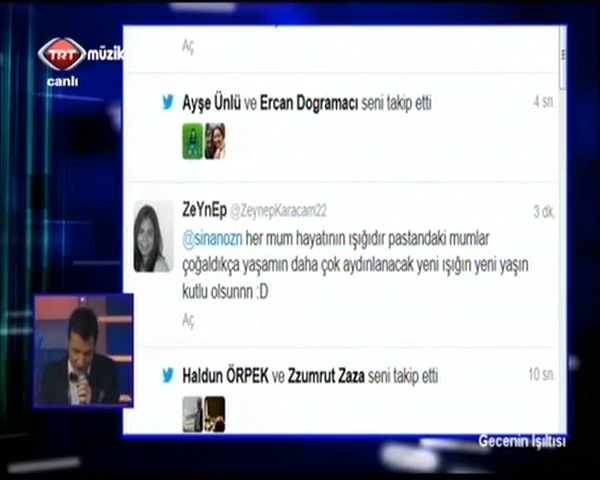 TRT müzik
canlı
Aç
Ayşe Ünlü ve Ercan Dogramacı seni takip etti
4 sn.
ZeYnEp @ZeynepKaracam22
3 dk.
@sinanozn her mum hayatının ışığıdır pastandaki mumlar
çoğaldıkça yaşamın daha çok aydınlanacak yeni ışığın yeni yaşın
kutlu olsunnn :D
Aç
Haldun ÖRPEK ve Zzumrut Zaza seni takip etti
10 sn.
Gecenin Işıltısı